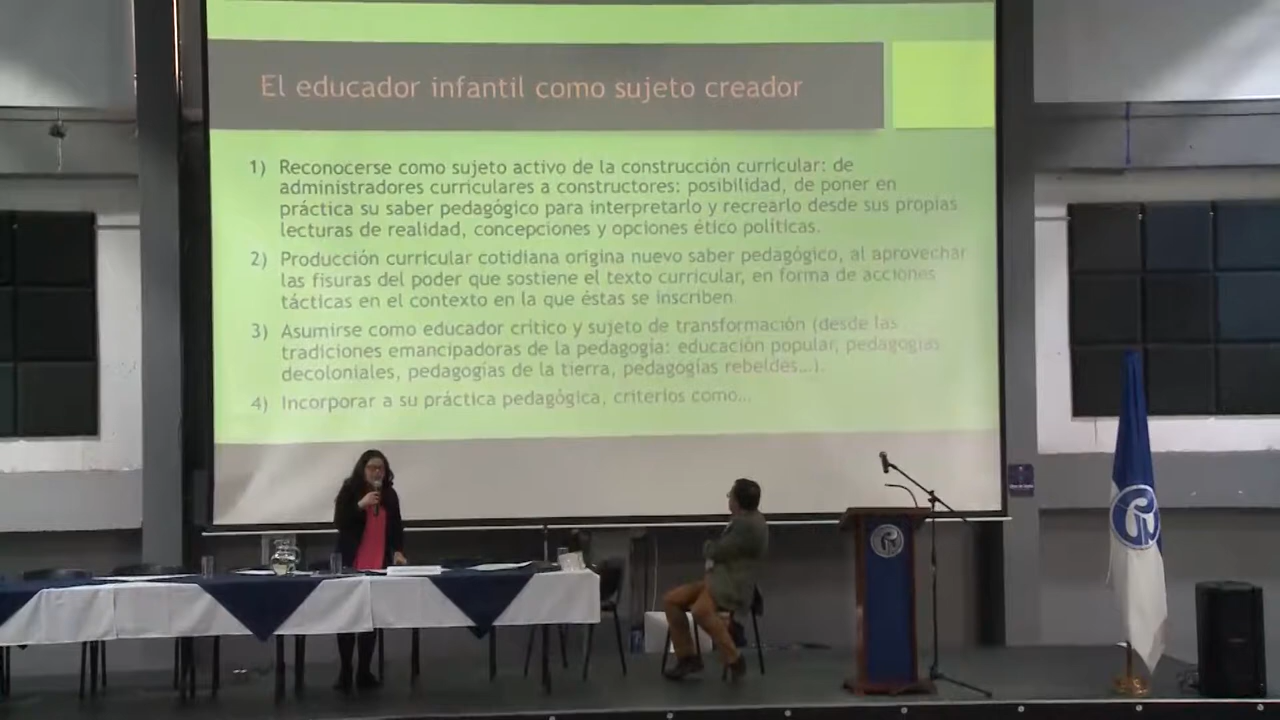 El educador infantil como sujeto creador
1) Reconocerse como sujeto activo de la construcción curricular: de
administradores curriculares a constructores: posibilidad, de poner en
práctica su saber pedagógico para interpretarlo y recrearlo desde sus propias
lecturas de realidad, concepciones y opciones ético políticas.
2) Producción curricular cotidiana origina nuevo saber pedagógico, al aprovechar
las fisuras del poder que sostiene el texto curricular, en forma de acciones
tácticas en el contexto en la que éstas se inscriben
3) Asumirse como educador crítico y sujeto de transformación (desde las
tradiciones emancipadoras de la pedagogía: educación popular, pedagogías
decoloniales, pedagogías de la tierra, pedagogías rebeldes...).
4) Incorporar a su práctica pedagógica, criterios como...